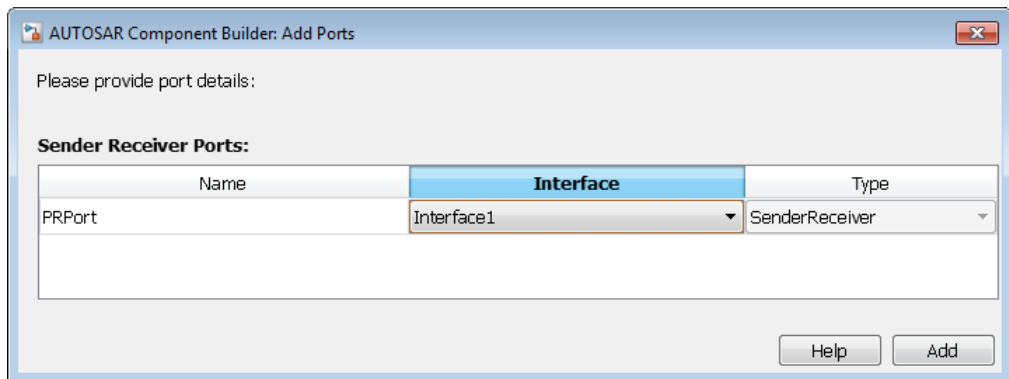 AUTOSAR Component Builder: Add Ports
Please provide port details:
Sender Receiver Ports:
Name Interface Type
PRPort Interface1 SenderReceiver
Help Add